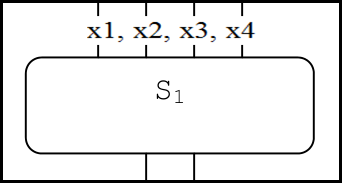 x1, x2, x3, x4
S₁